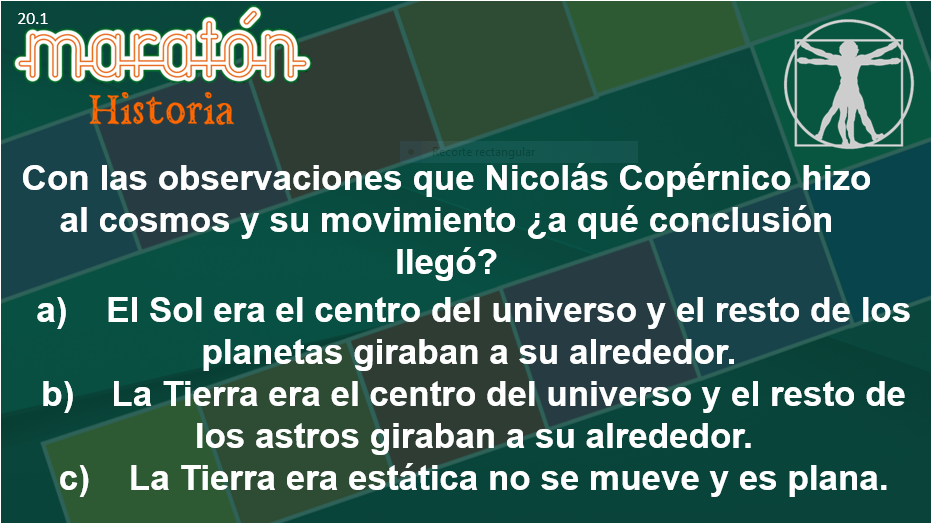 20.1
maratón
Historia
Recorte rectangular
Con las observaciones que Nicolás Copérnico hizo
al cosmos y su movimiento ¿a qué conclusión
llegó?
a) El Sol era el centro del universo y el resto de los
planetas giraban a su alrededor.
b) La Tierra era el centro del universo y el resto de
los astros giraban a su alrededor.
c) La Tierra era estática no se mueve y es plana.